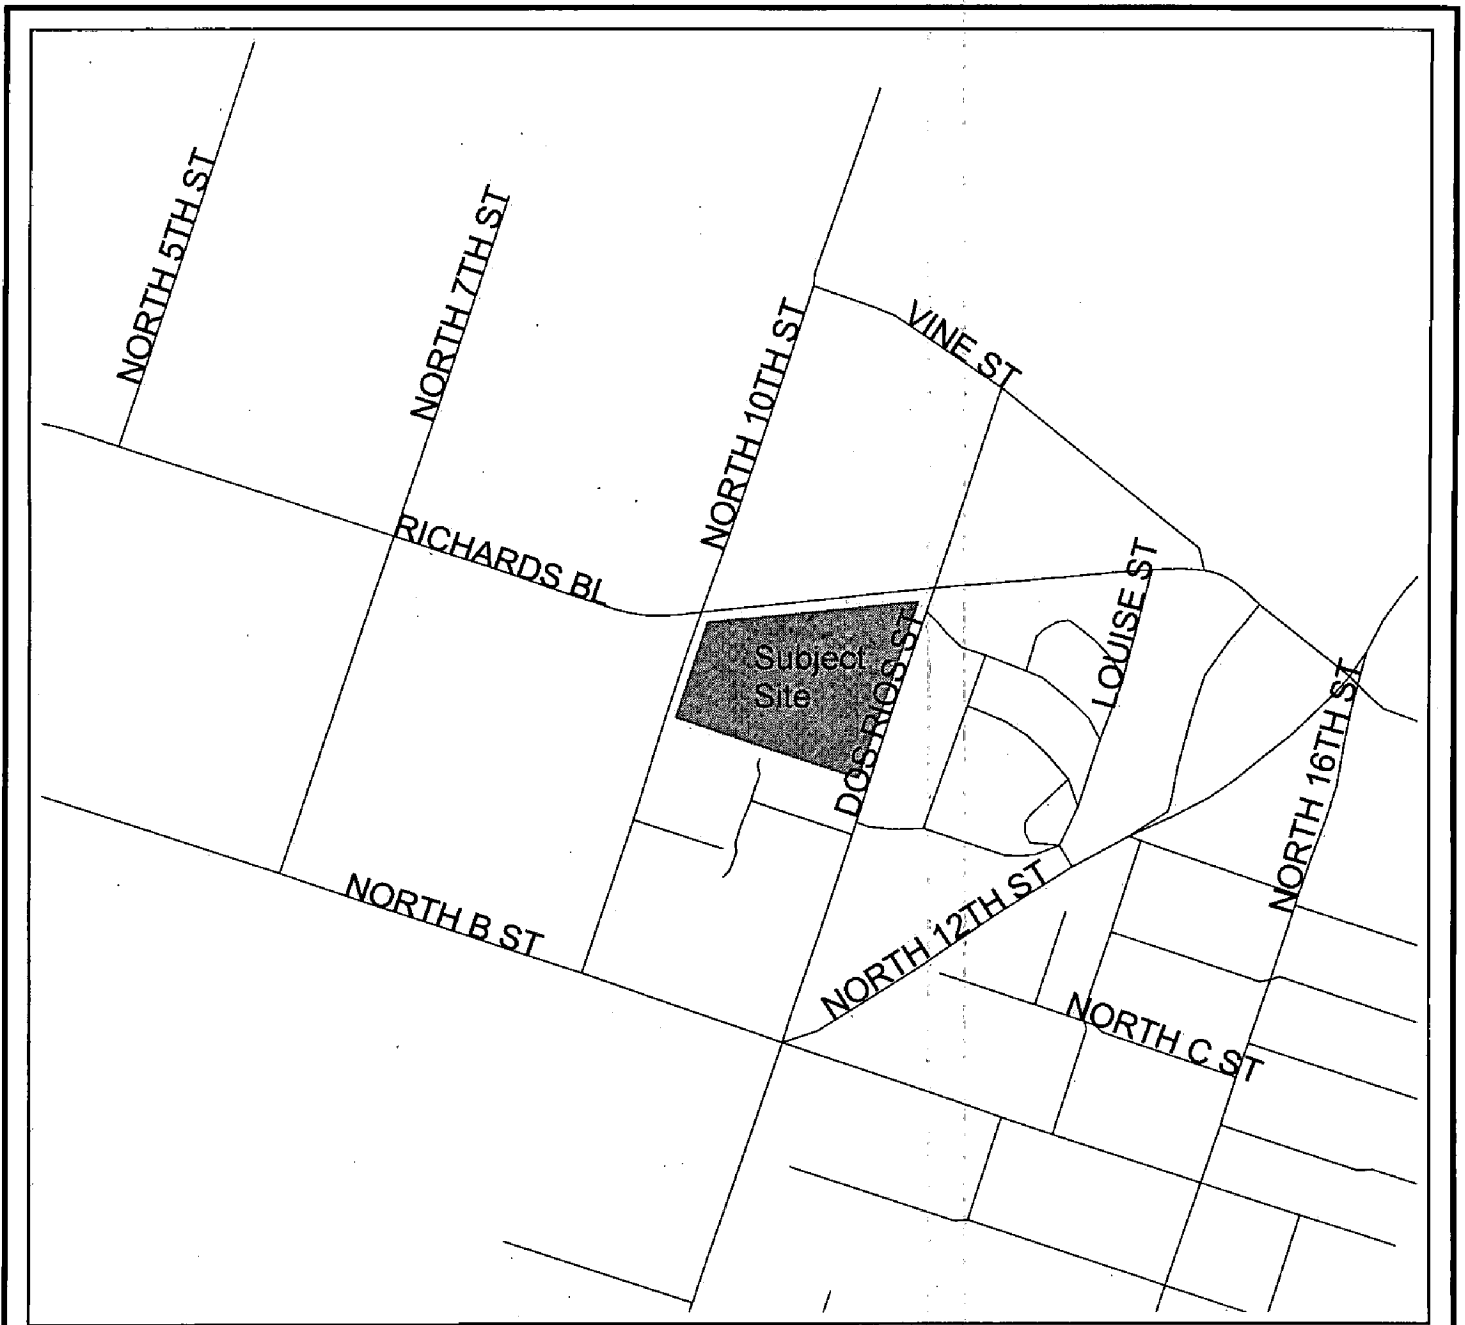 NORTH 5TH ST
NORTH 7TH ST
NORTH 10TH ST
VINE ST
RICHARDS BL
LOUISE ST
Subject
Site
DOS RIOS ST
NORTH 16TH ST
NORTH B ST
NORTH 12TH ST
NORTH C ST